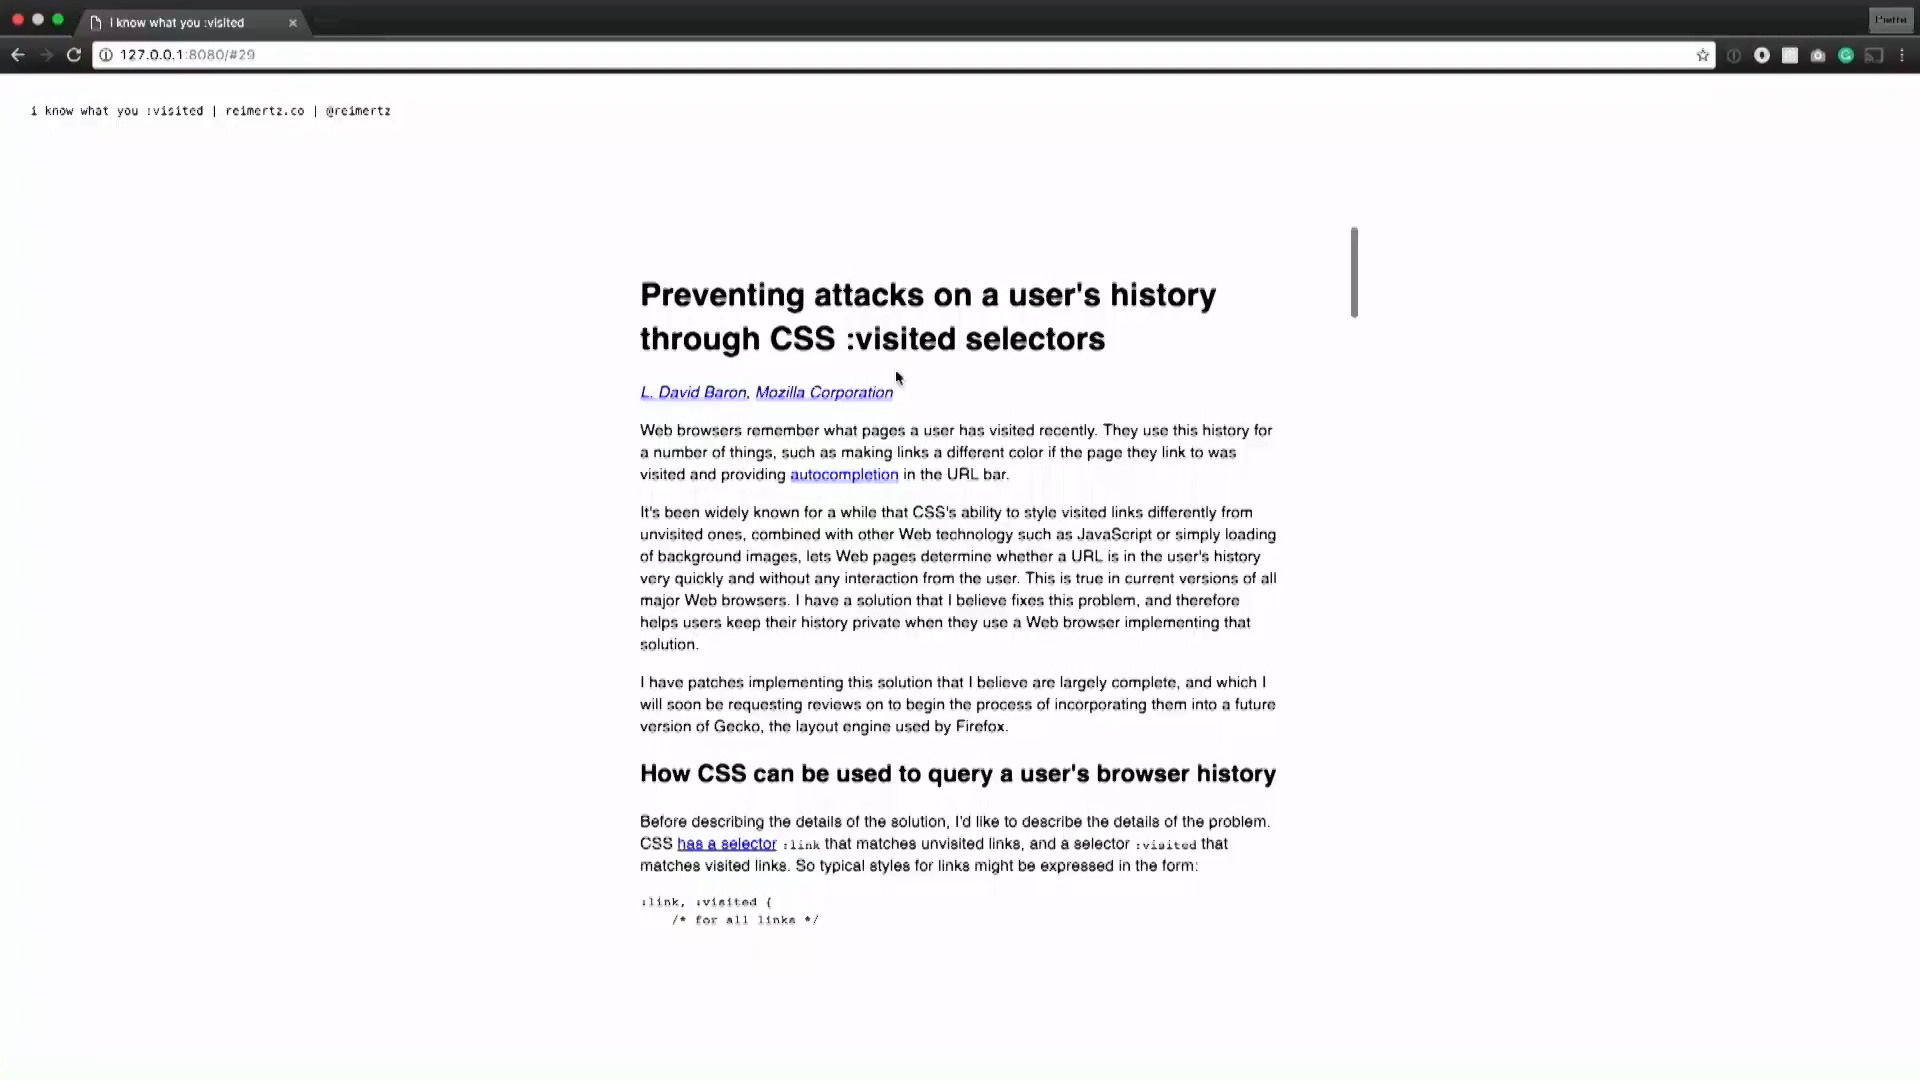 I know what you :visited
Pierre
127.0.0.1:8080/#29
i know what you :visited | reimertz.co | @reimertz
Preventing attacks on a user's history
through CSS :visited selectors
L. David Baron, Mozilla Corporation
Web browsers remember what pages a user has visited recently. They use this history for
a number of things, such as making links a different color if the page they link to was
visited and providing autocompletion in the URL bar.
It's been widely known for a while that CSS's ability to style visited links differently from
unvisited ones, combined with other Web technology such as JavaScript or simply loading
of background images, lets Web pages determine whether a URL is in the user's history
very quickly and without any interaction from the user. This is true in current versions of all
major Web browsers. I have a solution that I believe fixes this problem, and therefore
helps users keep their history private when they use a Web browser implementing that
solution.
I have patches implementing this solution that I believe are largely complete, and which I
will soon be requesting reviews on to begin the process of incorporating them into a future
version of Gecko, the layout engine used by Firefox.
How CSS can be used to query a user's browser history
Before describing the details of the solution, I'd like to describe the details of the problem.
CSS has a selector :link that matches unvisited links, and a selector :visited that
matches visited links. So typical styles for links might be expressed in the form:
:link, :visited {
/* for all links */